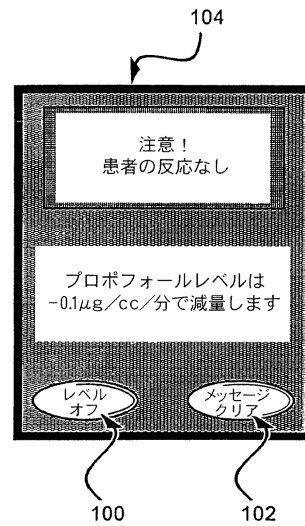 104
注意！
患者の反応なし
プロポフォールレベルは
−0.1μg／cc／分で減量します
レベル
オフ
メッセージ
クリア
100
102